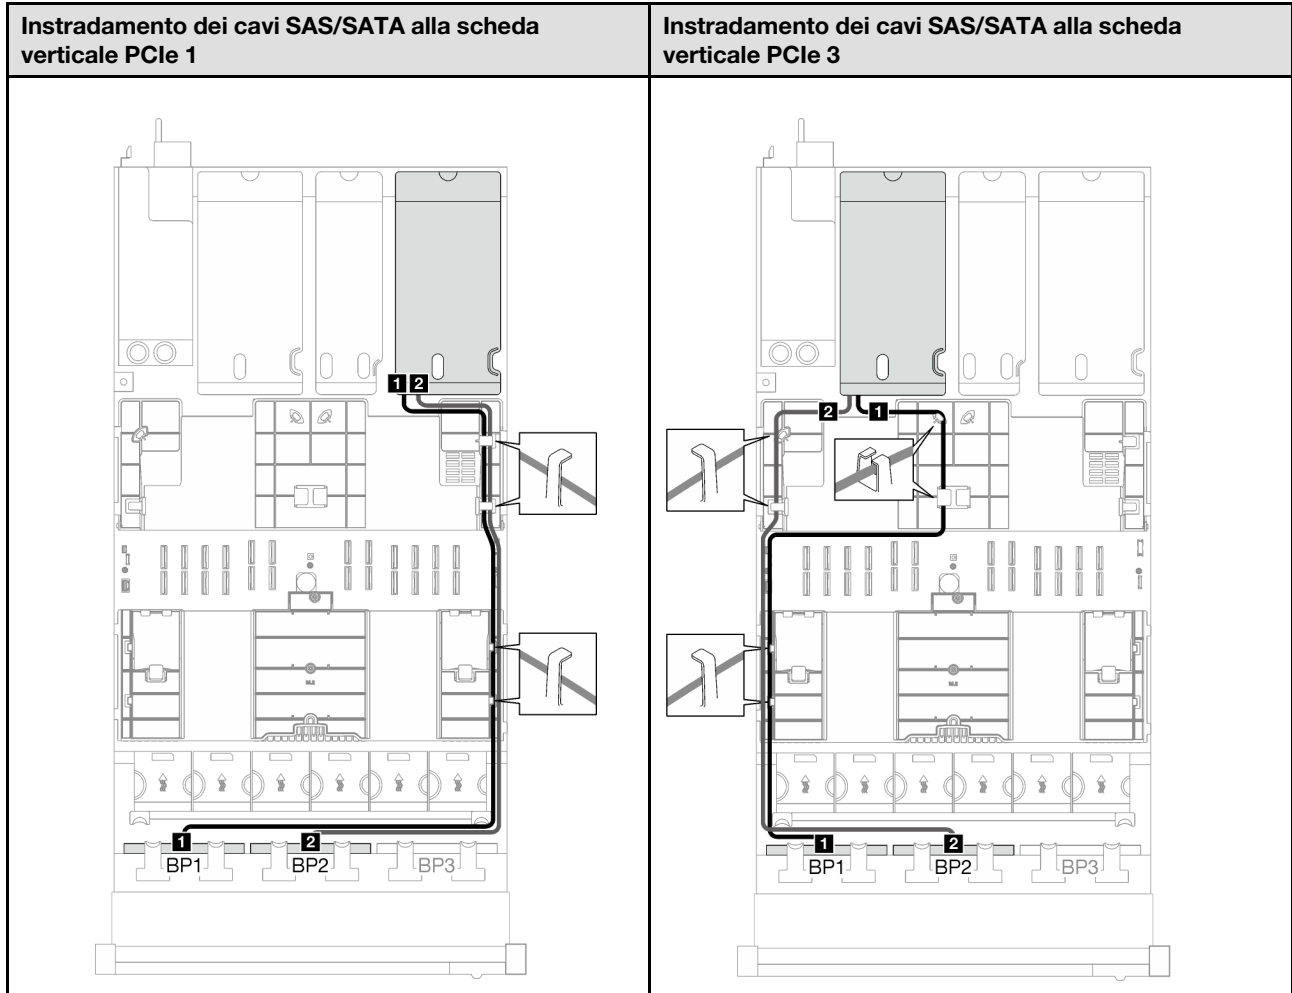 Instradamento dei cavi SAS/SATA alla scheda
verticale PCIe 1
Instradamento dei cavi SAS/SATA alla scheda
verticale PCIe 3
1 2
1 2
BP1 BP2 BP3
2 1
1 2
BP1 BP2 BP3